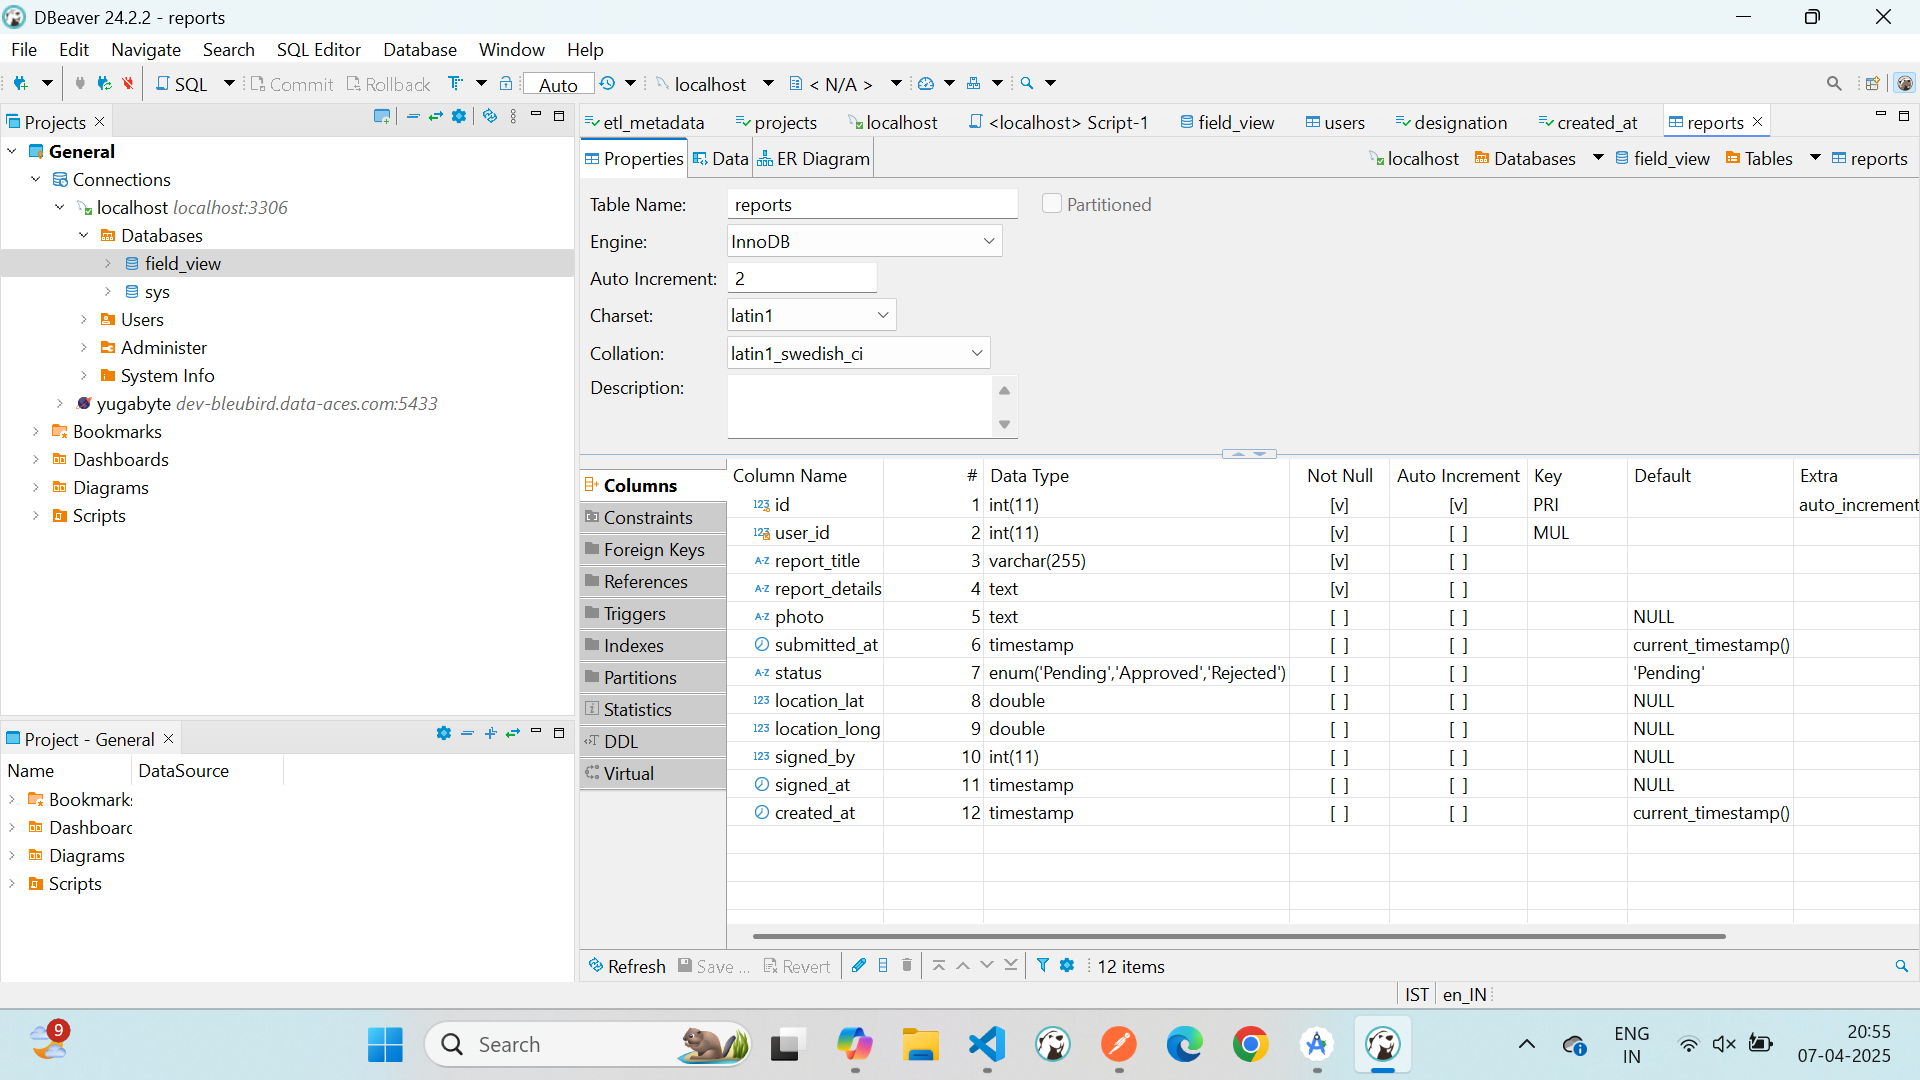 DBeaver 24.2.2 - reports
File Edit Navigate Search SQL Editor Database Window Help
SQL Commit Rollback Auto localhost < N/A >
Projects
General
Connections
localhost localhost:3306
Databases
field_view
sys
Users
Administer
System Info
yugabyte dev-bleubird.data-aces.com:5433
Bookmarks
Dashboards
Diagrams
Scripts
Project - General
Name DataSource
Bookmarks
Dashboard
Diagrams
Scripts
etl_metadata projects localhost <localhost> Script-1 field_view users designation created_at reports
Properties Data ER Diagram localhost Databases field_view Tables reports
Table Name: reports Partitioned
Engine: InnoDB
Auto Increment: 2
Charset: latin1
Collation: latin1_swedish_ci
Description:
Columns
Constraints
Foreign Keys
References
Triggers
Indexes
Partitions
Statistics
DDL
Virtual
Column Name # Data Type Not Null Auto Increment Key Default Extra
123 id 1 int(11) [v] [v] PRI auto_increment
123 user_id 2 int(11) [v] [ ] MUL
A-Z report_title 3 varchar(255) [v] [ ]
A-Z report_details 4 text [v] [ ]
A-Z photo 5 text [ ] [ ] NULL
submitted_at 6 timestamp [ ] [ ] current_timestamp()
A-Z status 7 enum('Pending','Approved','Rejected') [ ] [ ] 'Pending'
123 location_lat 8 double [ ] [ ] NULL
123 location_long 9 double [ ] [ ] NULL
123 signed_by 10 int(11) [ ] [ ] NULL
signed_at 11 timestamp [ ] [ ] NULL
created_at 12 timestamp [ ] [ ] current_timestamp()
Refresh Save ... Revert 12 items
IST en_IN
9
Search
ENG
IN
20:55
07-04-2025